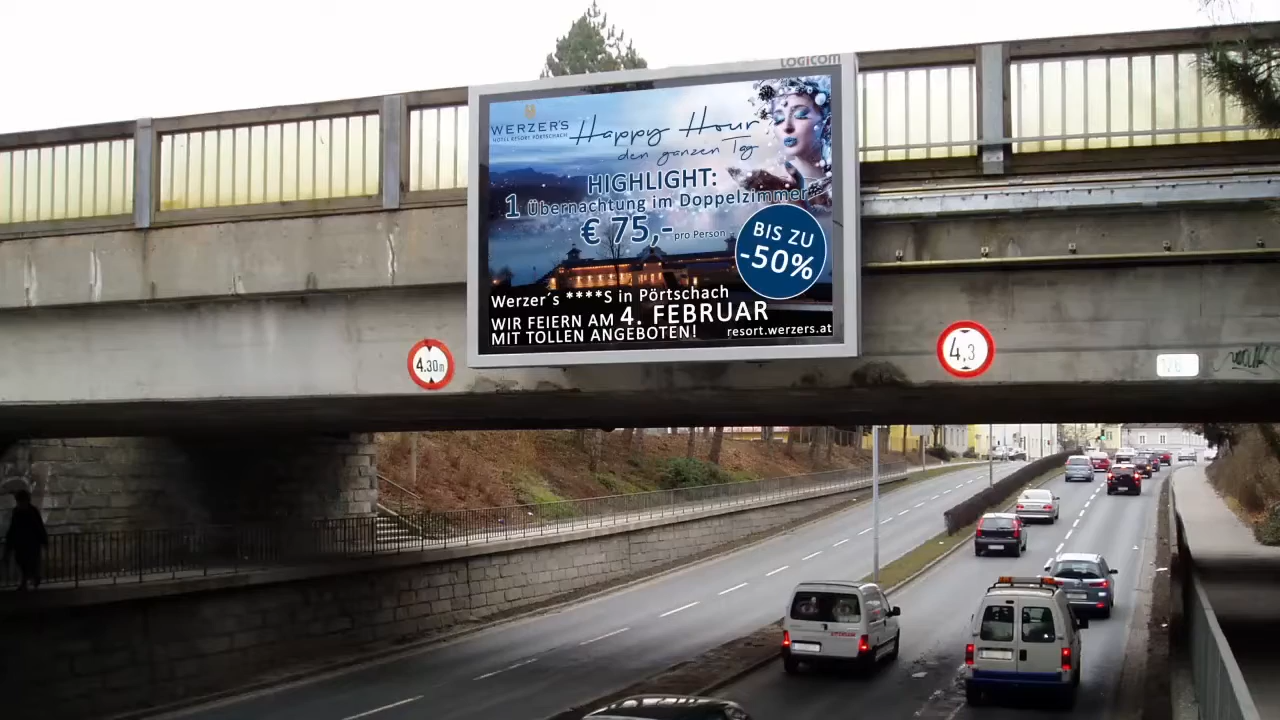 LOGICOM
WERZER'S
HOTEL RESORT PÖRTSCHACH
Happy Hour
den ganzen Tag
HIGHLIGHT:
1 Übernachtung im Doppelzimmer
€ 75,- pro Person
BIS ZU
-50%
Werzer´s ****S in Pörtschach
WIR FEIERN AM 4. FEBRUAR
MIT TOLLEN ANGEBOTEN!
resort.werzers.at
4.30m
4,3